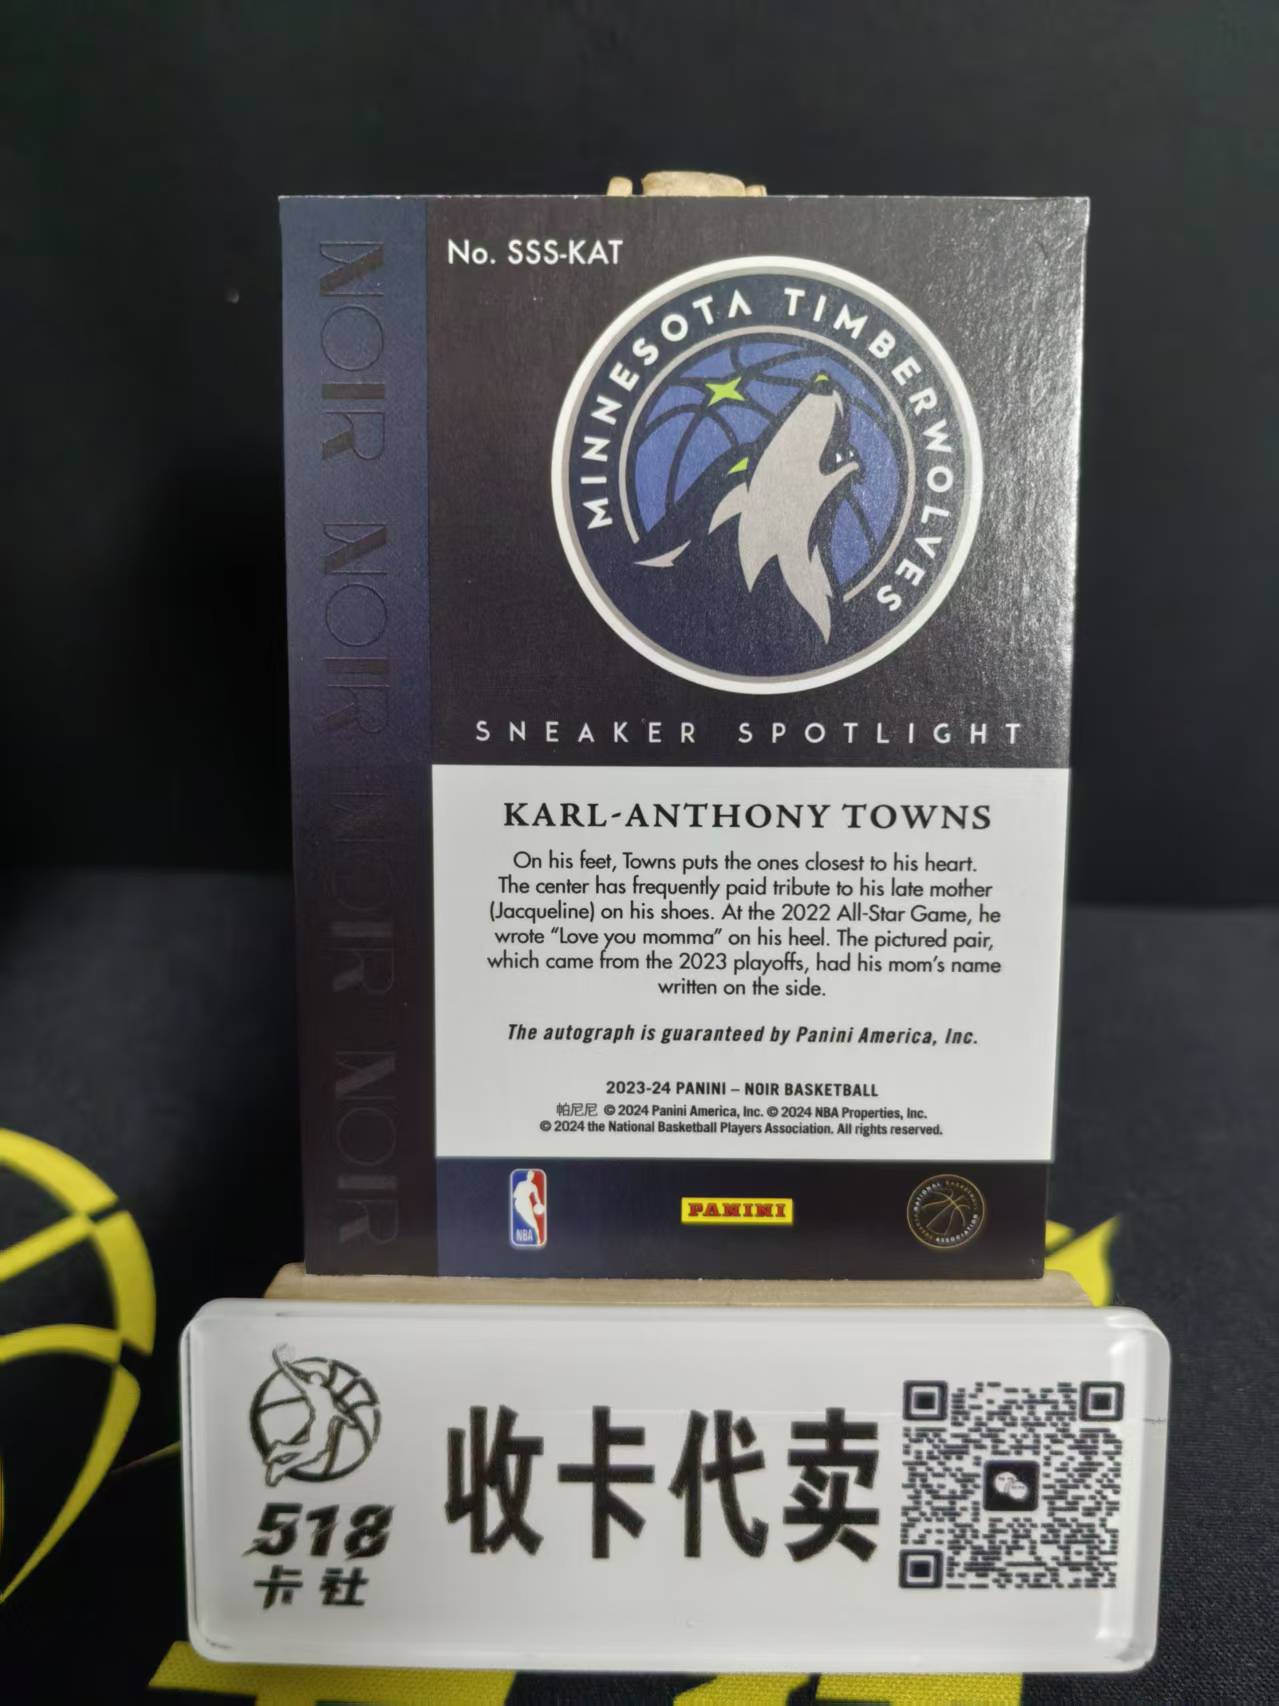 NOIR NOIR NOIR NOIR
No. SSS-KAT
MINNESOTA TIMBERWOLVES
SNEAKER SPOTLIGHT
KARL-ANTHONY TOWNS
On his feet, Towns puts the ones closest to his heart.
The center has frequently paid tribute to his late mother
(Jacqueline) on his shoes. At the 2022 All-Star Game, he
wrote “Love you momma” on his heel. The pictured pair,
which came from the 2023 playoffs, had his mom’s name
written on the side.
The autograph is guaranteed by Panini America, Inc.
2023-24 PANINI – NOIR BASKETBALL
帕尼尼 © 2024 Panini America, Inc. © 2024 NBA Properties, Inc.
© 2024 the National Basketball Players Association. All rights reserved.
NBA
PANINI
NATIONAL BASKETBALL PLAYERS ASSOCIATION
518
卡社
收卡代卖